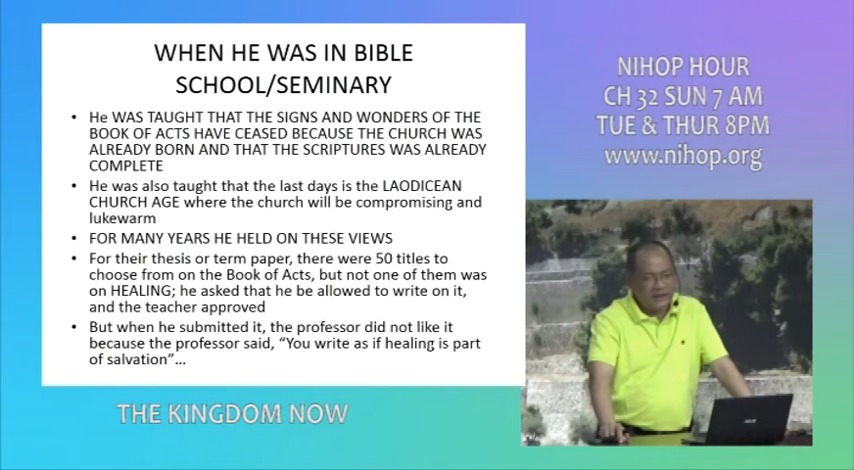 WHEN HE WAS IN BIBLE
SCHOOL/SEMINARY
• He WAS TAUGHT THAT THE SIGNS AND WONDERS OF THE
BOOK OF ACTS HAVE CEASED BECAUSE THE CHURCH WAS
ALREADY BORN AND THAT THE SCRIPTURES WAS ALREADY
COMPLETE
• He was also taught that the last days is the LAODICEAN
CHURCH AGE where the church will be compromising and
lukewarm
• FOR MANY YEARS HE HELD ON THESE VIEWS
• For their thesis or term paper, there were 50 titles to
choose from on the Book of Acts, but not one of them was
on HEALING; he asked that he be allowed to write on it,
and the teacher approved
• But when he submitted it, the professor did not like it
because the professor said, “You write as if healing is part
of salvation”…
NIHOP HOUR
CH 32 SUN 7 AM
TUE & THUR 8PM
www.nihop.org
THE KINGDOM NOW